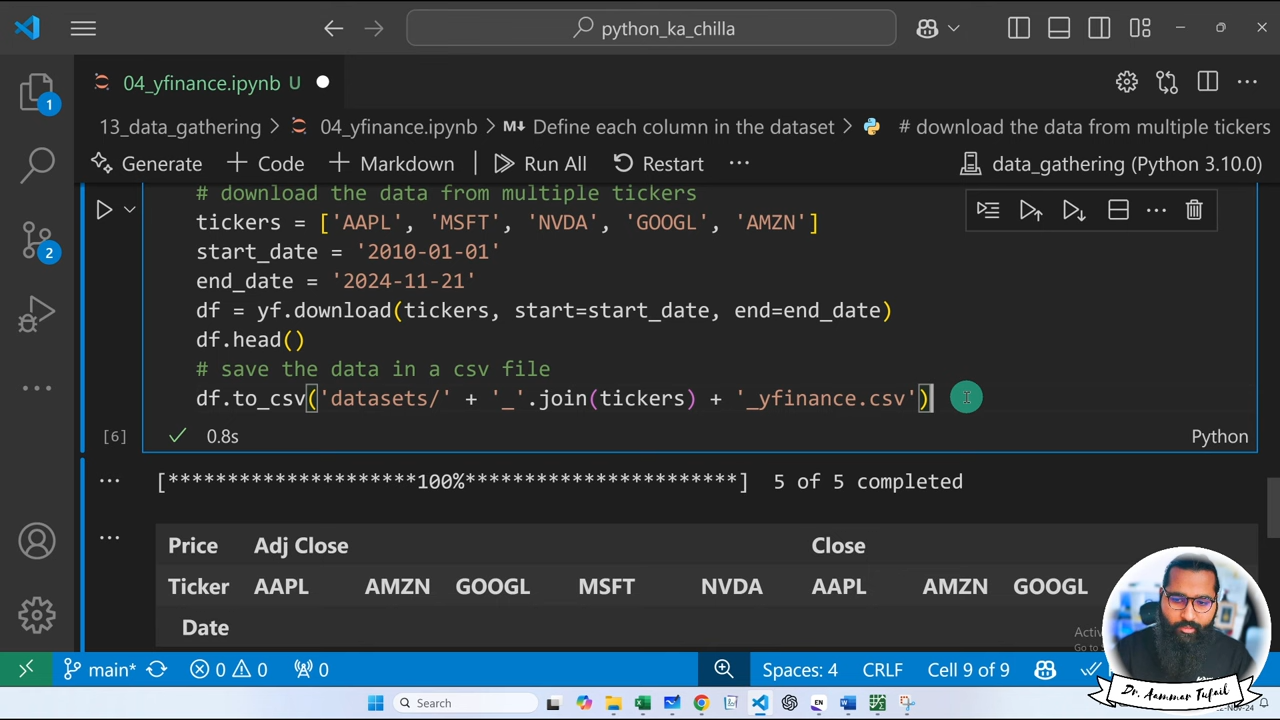 python_ka_chilla
04_yfinance.ipynb U
13_data_gathering > 04_yfinance.ipynb > M↓ Define each column in the dataset > # download the data from multiple tickers
Generate + Code + Markdown | Run All Restart ...
data_gathering (Python 3.10.0)
# download the data from multiple tickers
tickers = ['AAPL', 'MSFT', 'NVDA', 'GOOGL', 'AMZN']
start_date = '2010-01-01'
end_date = '2024-11-21'
df = yf.download(tickers, start=start_date, end=end_date)
df.head()
# save the data in a csv file
df.to_csv('datasets/' + '_'.join(tickers) + '_yfinance.csv')
[6] 0.8s Python
[*********************100%***********************] 5 of 5 completed
Price Adj Close Close
Ticker AAPL AMZN GOOGL MSFT NVDA AAPL AMZN GOOGL
Date
1
2
main* 0 0 0 Spaces: 4 CRLF Cell 9 of 9
Search
EN
Dr. Aammar Tufail